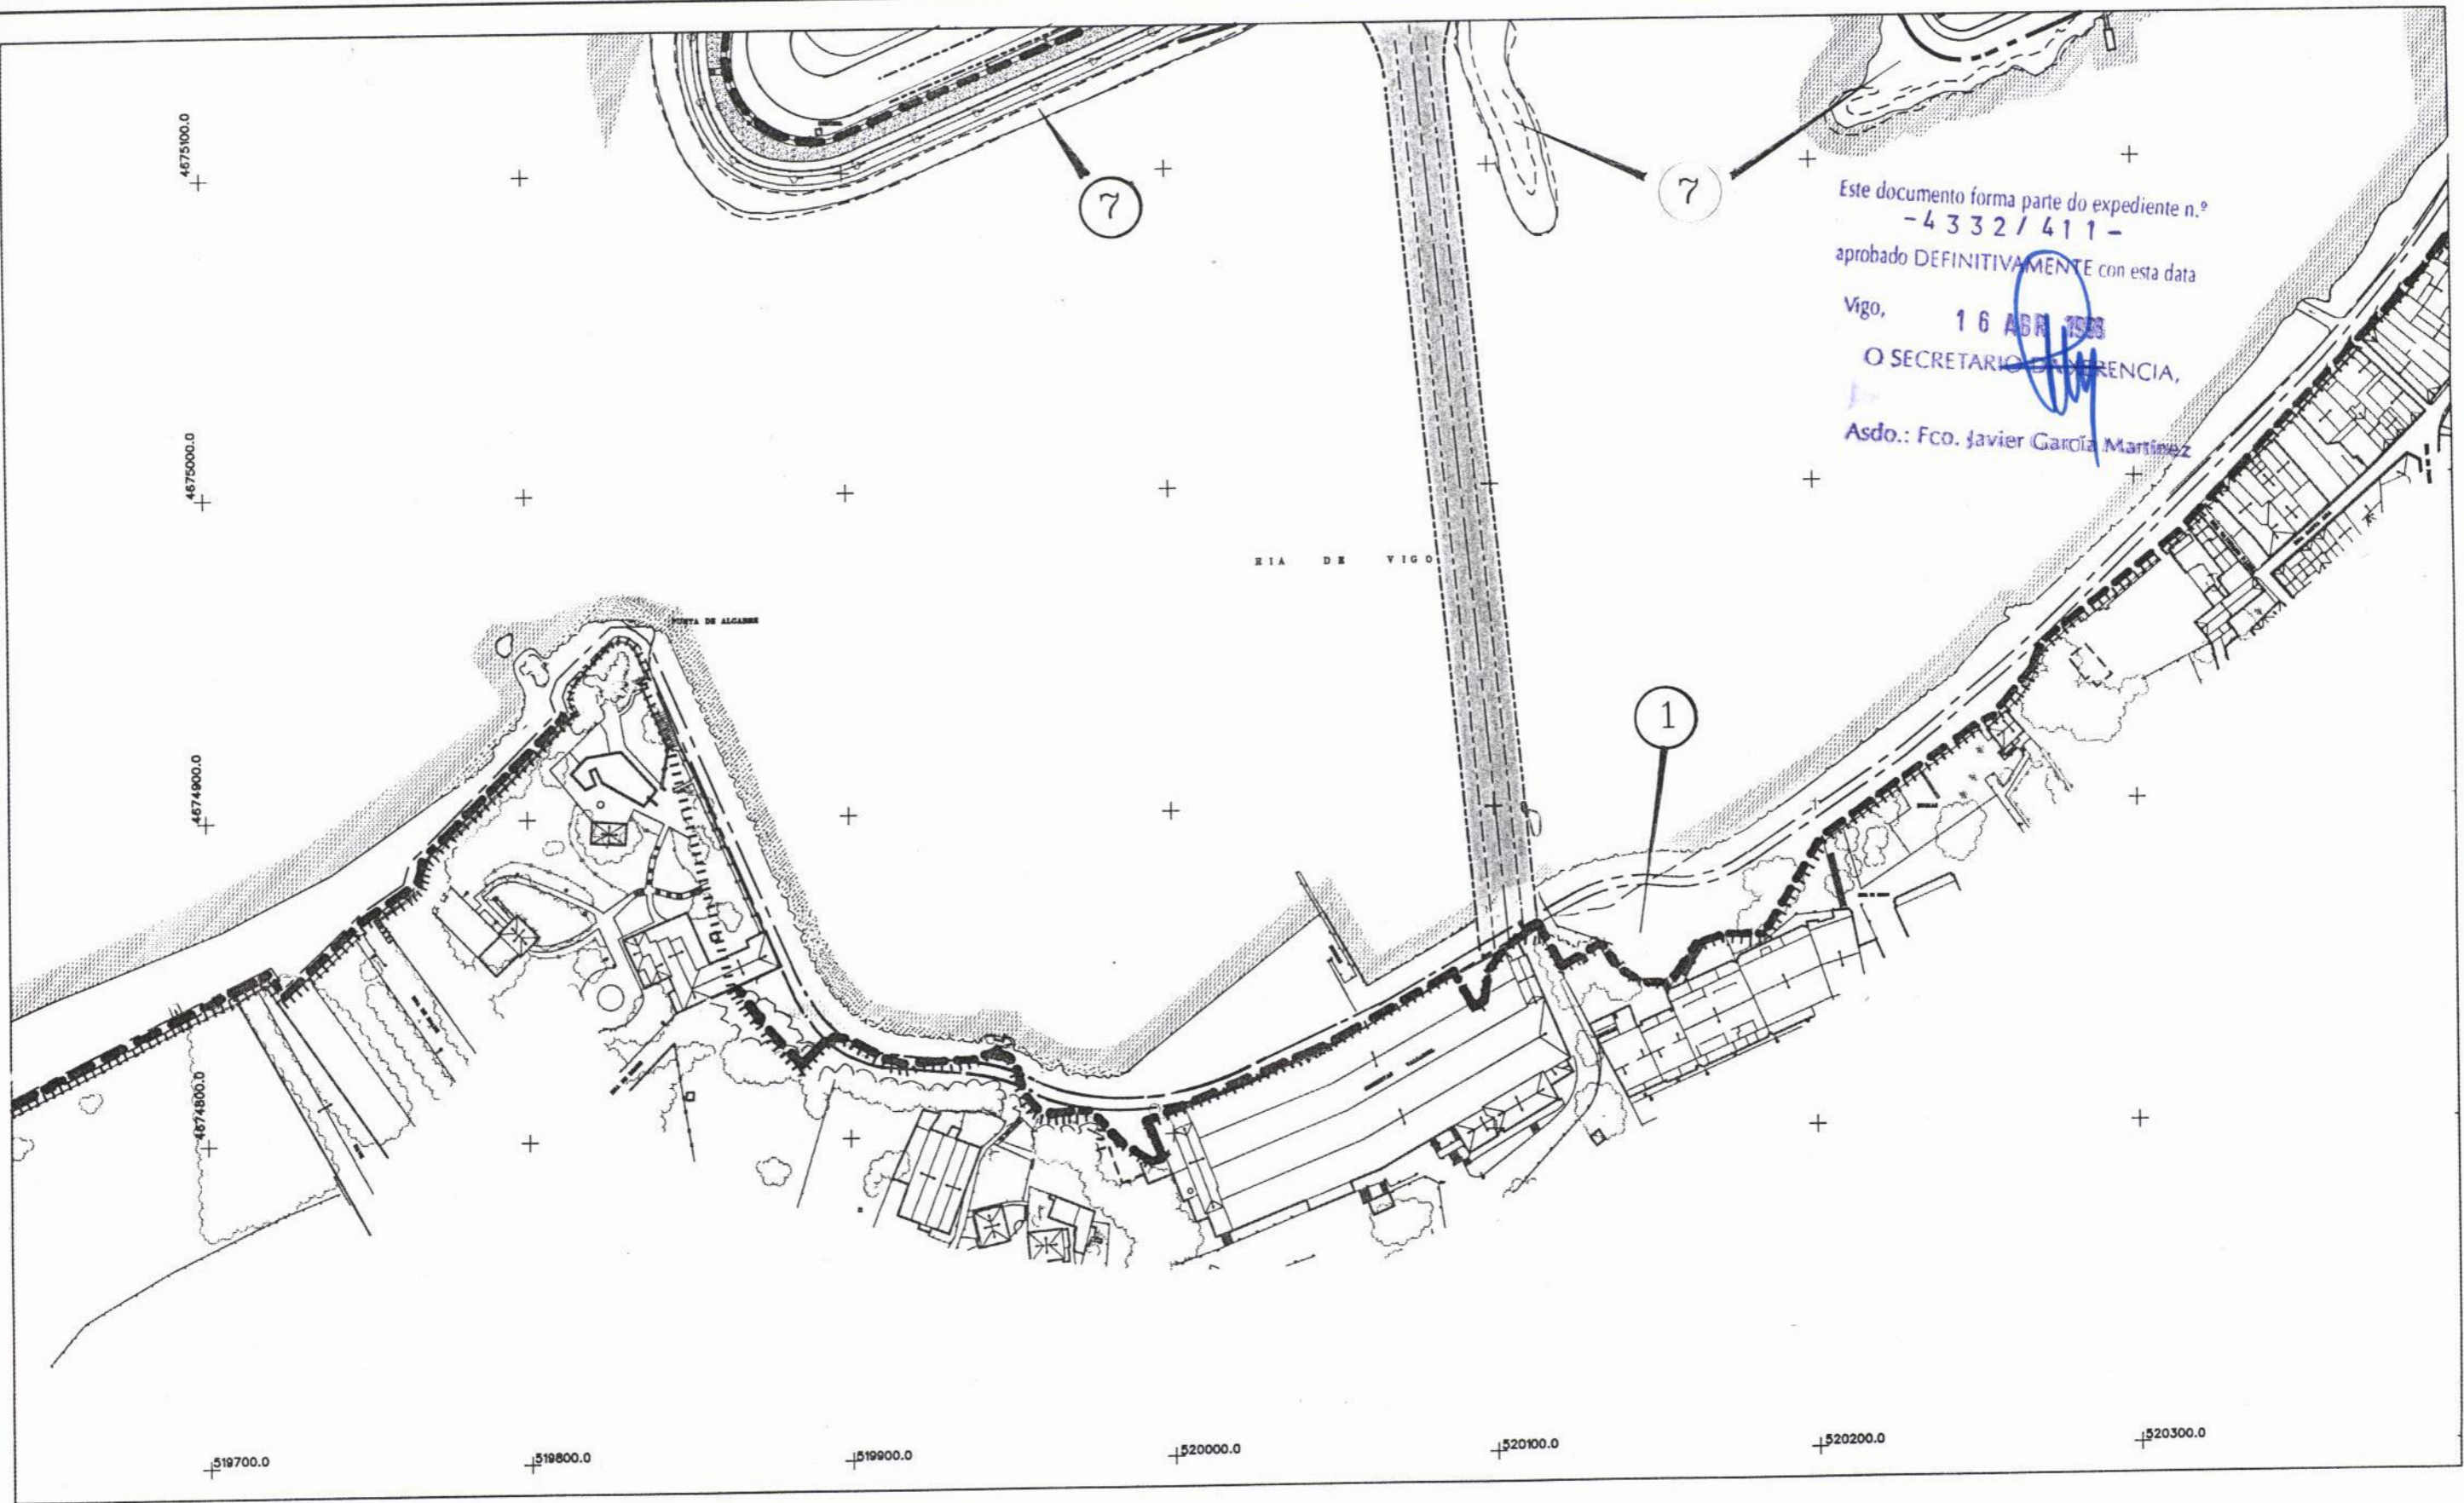 4675100.0
7
7
Este documento forma parte do expediente n.º
-4332/411-
aprobado DEFINITIVAMENTE con esta data
Vigo,
16 ABR
O SECRETARIO DA XERENCIA,
Asdo.: Fco. Javier García Martínez
4675000.0
RIA DE VIGO
PUNTA DE ALCABRE
1
4674900.0
4674800.0
519700.0
519800.0
519900.0
520000.0
520100.0
520200.0
520300.0